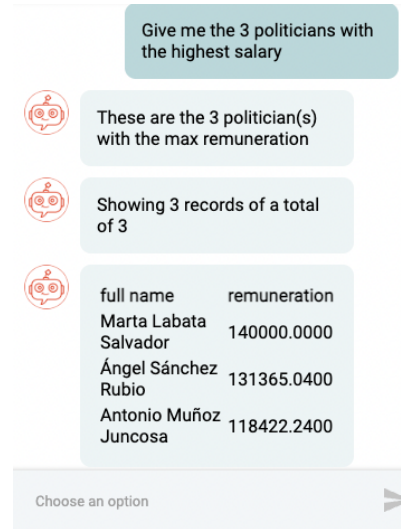 Give me the 3 politicians with
the highest salary
These are the 3 politician(s)
with the max remuneration
Showing 3 records of a total
of 3
full name remuneration
Marta Labata
Salvador
140000.0000
Ángel Sánchez
Rubio
131365.0400
Antonio Muñoz
Juncosa
118422.2400
Choose an option